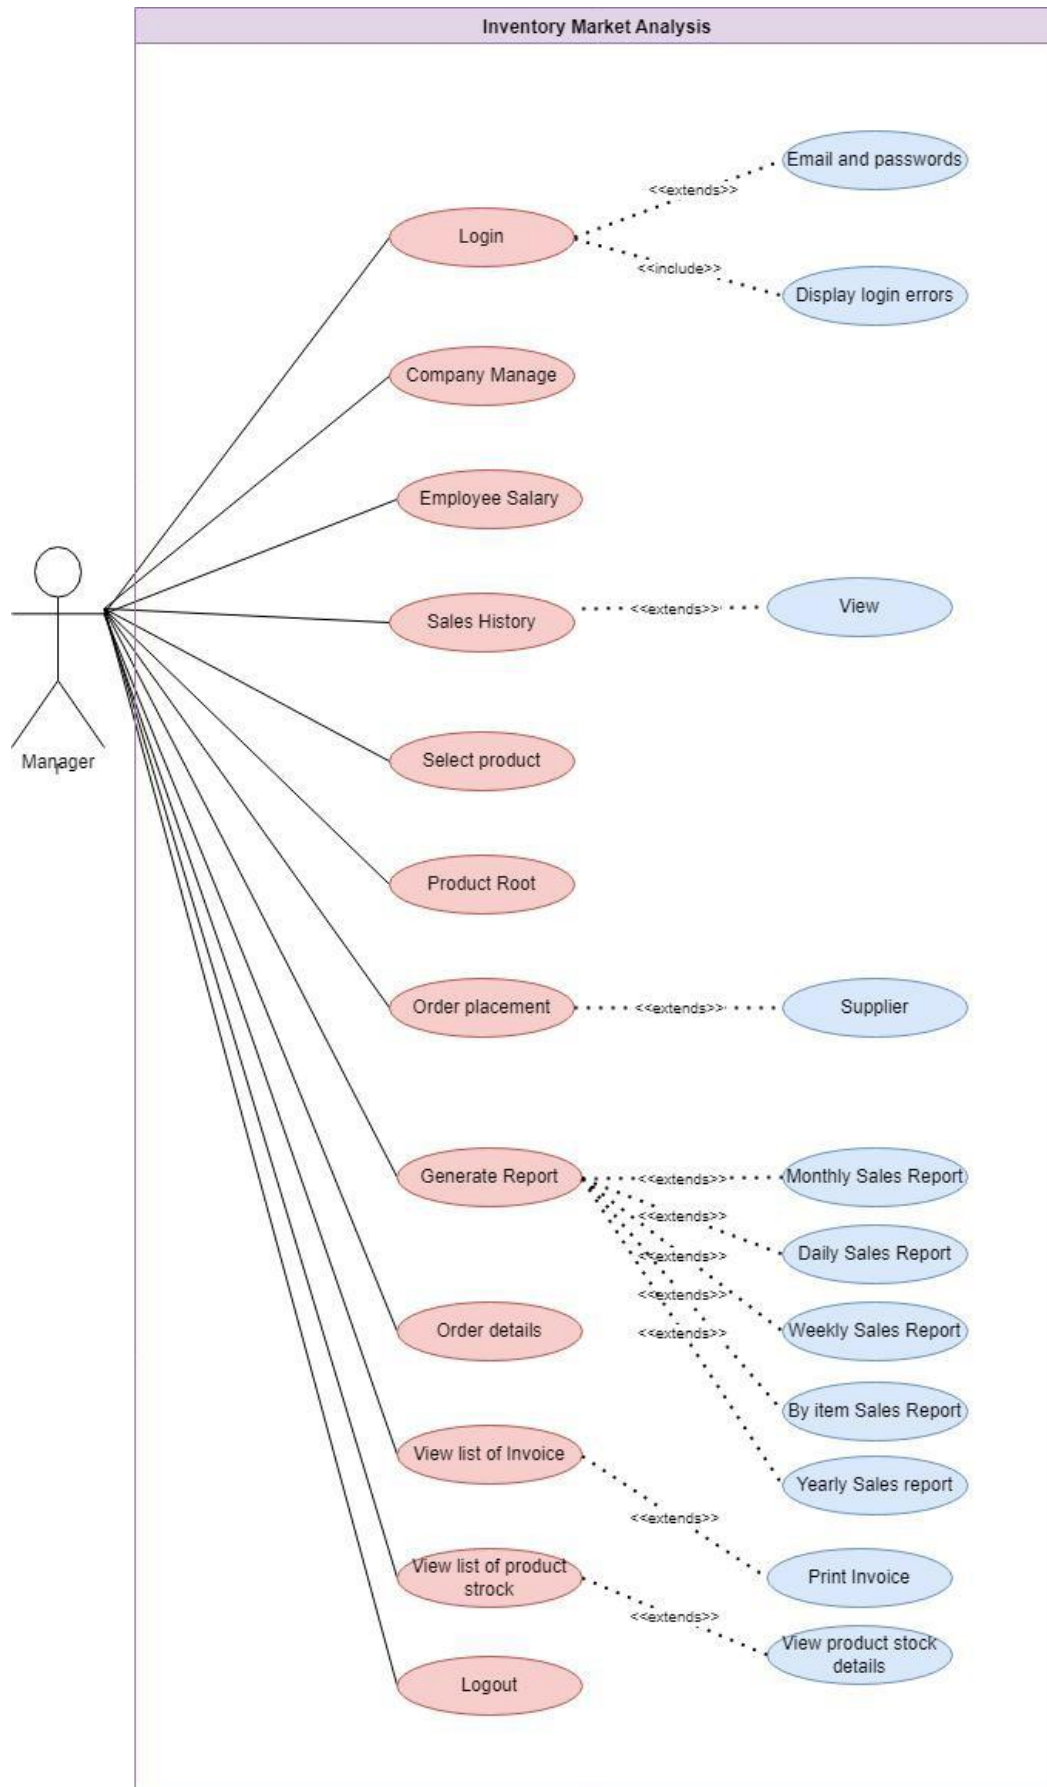 Inventory Market Analysis
Email and passwords
<<extends>>
Login
<<include>>
Display login errors
Company Manage
Employee Salary
Sales History
<<extends>>
View
Manager
Select product
Product Root
Order placement
<<extends>>
Supplier
Generate Report
<<extends>>
Monthly Sales Report
<<extends>>
Daily Sales Report
<<extends>>
<<extends>>
Weekly Sales Report
<<extends>>
Order details
By item Sales Report
View list of Invoice
Yearly Sales report
<<extends>>
View list of product
strock
Print Invoice
<<extends>>
View product stock
details
Logout